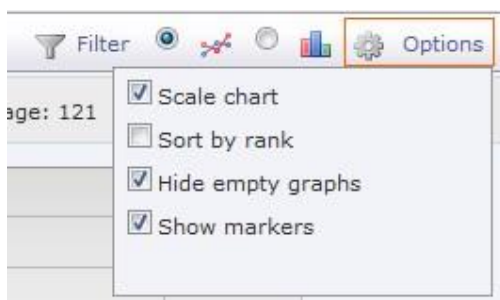 Filter Options
age: 121
Scale chart
Sort by rank
Hide empty graphs
Show markers